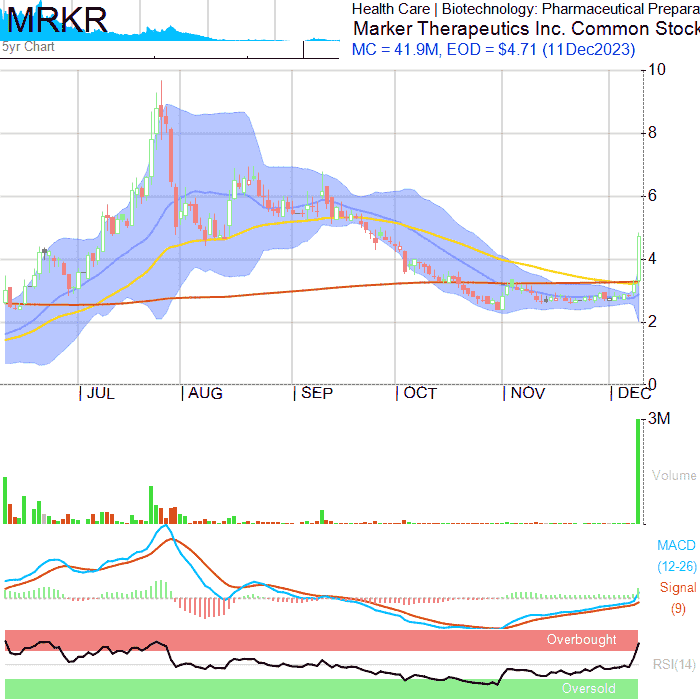 MRKR
5yr Chart
Health Care | Biotechnology: Pharmaceutical Prepara
Marker Therapeutics Inc. Common Stock
MC = 41.9M, EOD = $4.71 (11Dec2023)
10
8
6
4
2
0
JUL
AUG
SEP
OCT
NOV
DEC
3M
Volume
MACD
(12-26)
Signal
(9)
Overbought
RSI(14)
Oversold